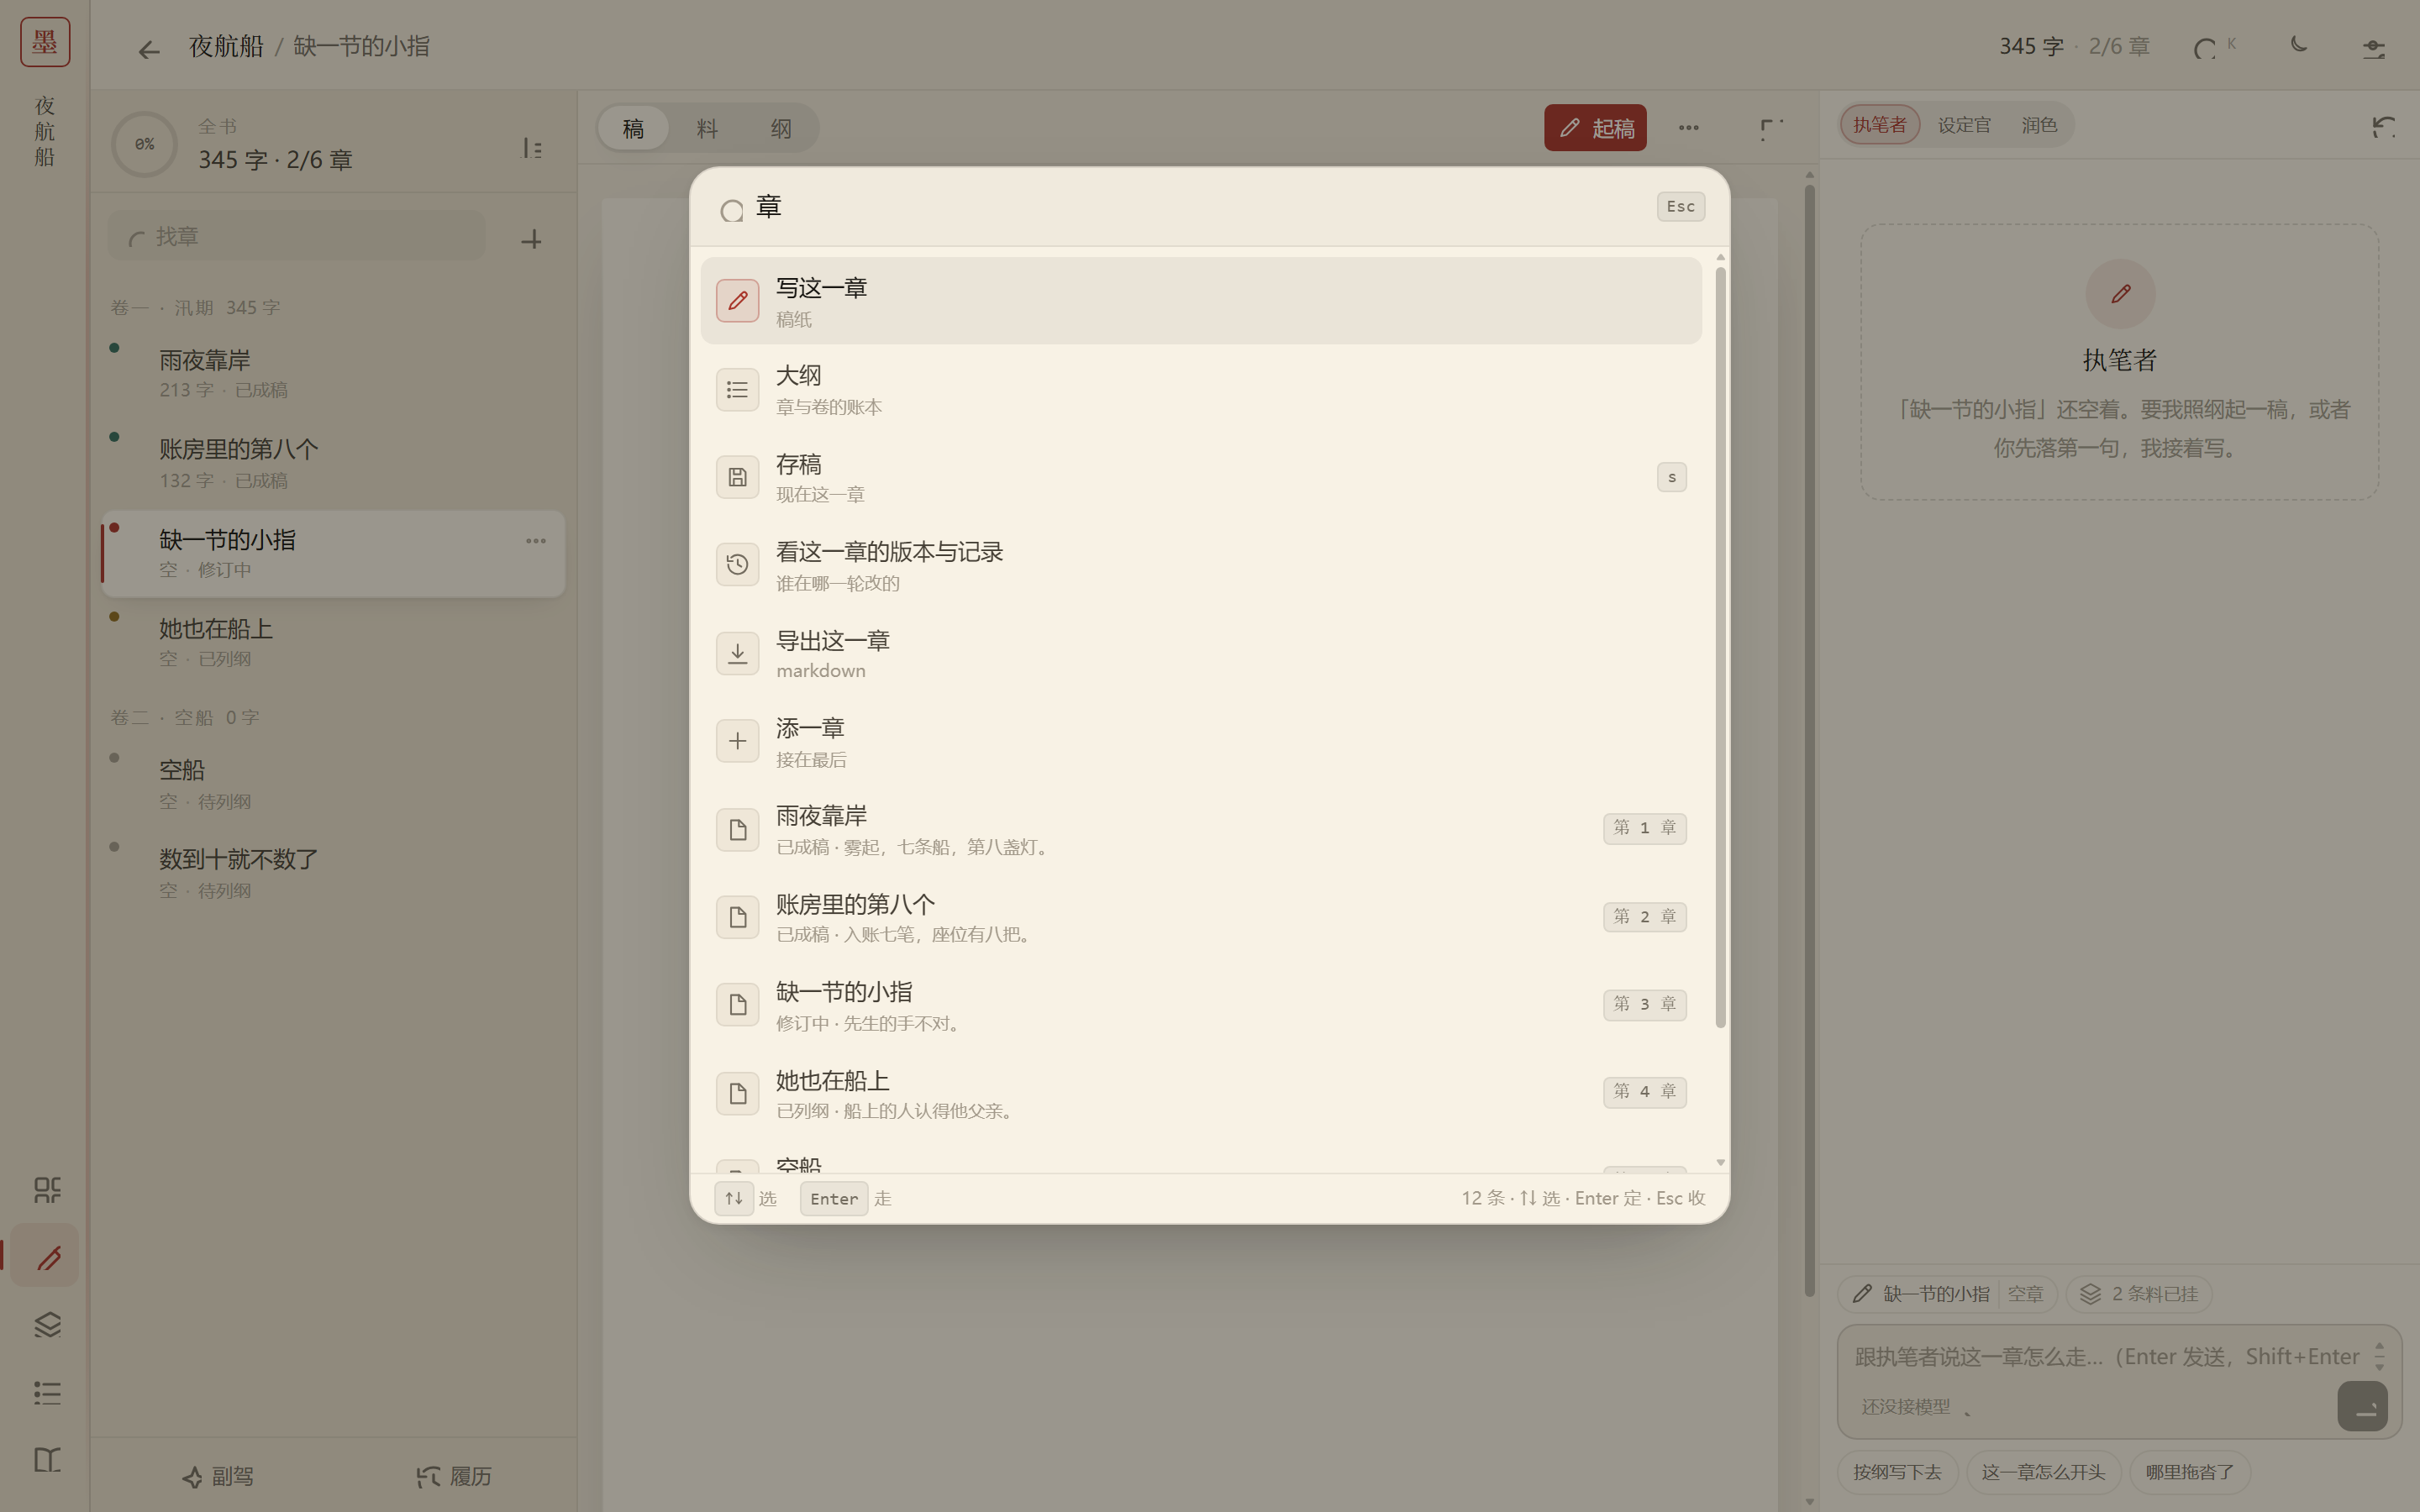 墨
夜航船
夜航船 / 缺一节的小指
345 字 · 2/6 章
K
0%
全书
345 字 · 2/6 章
找章
卷一 · 汛期 345 字
雨夜靠岸
213 字 · 已成稿
账房里的第八个
132 字 · 已成稿
缺一节的小指
空 · 修订中
她也在船上
空 · 已列纲
卷二 · 空船 0 字
空船
空 · 待列纲
数到十就不数了
空 · 待列纲
副驾
履历
稿
料
纲
起稿
章
Esc
写这一章
稿纸
大纲
章与卷的账本
存稿
现在这一章
s
看这一章的版本与记录
谁在哪一轮改的
导出这一章
markdown
添一章
接在最后
雨夜靠岸
已成稿 · 雾起，七条船，第八盏灯。
第 1 章
账房里的第八个
已成稿 · 入账七笔，座位有八把。
第 2 章
缺一节的小指
修订中 · 先生的手不对。
第 3 章
她也在船上
已列纲 · 船上的人认得他父亲。
第 4 章
空船
↑↓ 选 Enter 走
12 条 · ↑↓ 选 · Enter 定 · Esc 收
执笔者
设定官
润色
执笔者
「缺一节的小指」还空着。要我照纲起一稿，或者
你先落第一句，我接着写。
缺一节的小指 空章
2 条料已挂
跟执笔者说这一章怎么走…（Enter 发送，Shift+Enter
还没接模型
按纲写下去
这一章怎么开头
哪里拖沓了